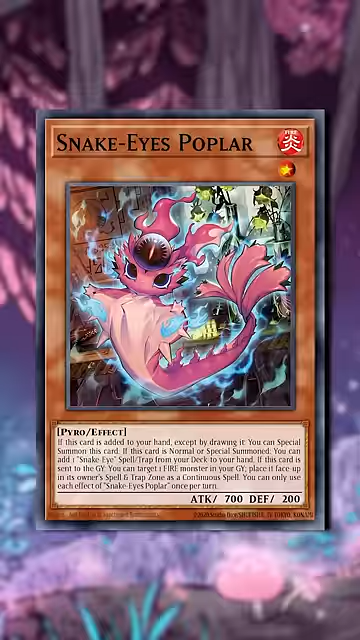 Snake-Eyes Poplar
FIRE
炎
[Pyro/Effect]
If this card is added to your hand, except by drawing it: You can Special
Summon this card. If this card is Normal or Special Summoned: You can
add 1 "Snake-Eye" Spell/Trap from your Deck to your hand. If this card is
sent to the GY: You can target 1 FIRE monster in your GY; place it face-up
in its owner's Spell & Trap Zone as a Continuous Spell. You can only use
each effect of "Snake-Eyes Poplar" once per turn.
ATK/ 700 DEF/ 200